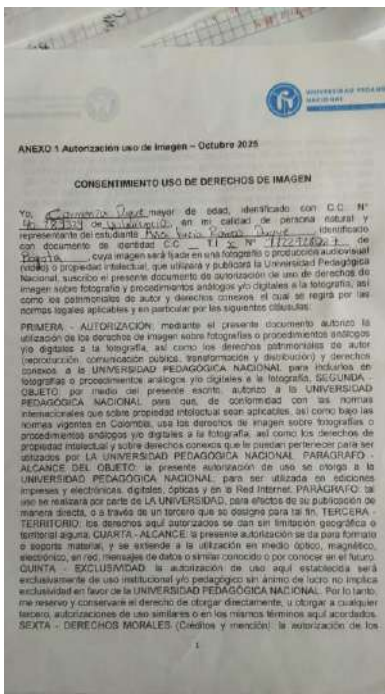 UNIVERSIDAD PEDAGÓGICA
NACIONAL
ANEXO 1 Autorización uso de Imagen – Octubre 2025
CONSENTIMIENTO USO DE DERECHOS DE IMAGEN
Yo, Duque mayor de edad, identificado con C.C. N°
de en mi calidad de persona natural y
representante del estudiante Duque identificado
con documento de identidad C.C. T.I. X N° de
Bogotá, cuya imagen será fijada en una fotografía o producción audiovisual
(video) o propiedad intelectual, que utilizará y publicará la Universidad Pedagógica
Nacional, suscribo el presente documento de autorización de uso de derechos de
imagen sobre fotografía y procedimientos análogos y/o digitales a la fotografía, así
como los patrimoniales de autor y derechos conexos, el cual se regirá por las
normas legales aplicables y en particular por las siguientes cláusulas:
PRIMERA - AUTORIZACIÓN: mediante el presente documento autorizo la
utilización de los derechos de imagen sobre fotografías o procedimientos análogos
y/o digitales a la fotografía, así como los derechos patrimoniales de autor
(reproducción, comunicación pública, transformación y distribución) y derechos
conexos, a la UNIVERSIDAD PEDAGÓGICA NACIONAL para incluirlos en
fotografías o procedimientos análogos y/o digitales a la fotografía. SEGUNDA -
OBJETO: por medio del presente escrito, autorizo a la UNIVERSIDAD
PEDAGÓGICA NACIONAL para que, de conformidad con las normas
internacionales que sobre propiedad intelectual sean aplicables, así como bajo las
normas vigentes en Colombia, use los derechos de imagen sobre fotografías o
procedimientos análogos y/o digitales a la fotografía, así como los derechos de
propiedad intelectual y sobre derechos conexos que le puedan pertenecer para ser
utilizados por LA UNIVERSIDAD PEDAGÓGICA NACIONAL. PARÁGRAFO -
ALCANCE DEL OBJETO: la presente autorización de uso se otorga a la
UNIVERSIDAD PEDAGÓGICA NACIONAL, para ser utilizada en ediciones
impresas y electrónicas, digitales, ópticas y en la Red Internet. PARÁGRAFO: tal
uso se realizará por parte de LA UNIVERSIDAD, para efectos de su publicación de
manera directa, o a través de un tercero que se designe para tal fin. TERCERA -
TERRITORIO: los derechos aquí autorizados se dan sin limitación geográfica o
territorial alguna. CUARTA - ALCANCE: la presente autorización se da para formato
o soporte material, y se extiende a la utilización en medio óptico, magnético,
electrónico, en red, mensajes de datos o similar conocido o por conocer en el futuro.
QUINTA - EXCLUSIVIDAD: la autorización de uso aquí establecida será
exclusivamente de uso institucional y/o pedagógico sin ánimo de lucro no implica
exclusividad en favor de la UNIVERSIDAD PEDAGÓGICA NACIONAL. Por lo tanto,
me reservo y conservaré el derecho de otorgar directamente, u otorgar a cualquier
tercero, autorizaciones de uso similares o en los mismos términos aquí acordados.
SEXTA - DERECHOS MORALES (Créditos y mención): la autorización de los
1